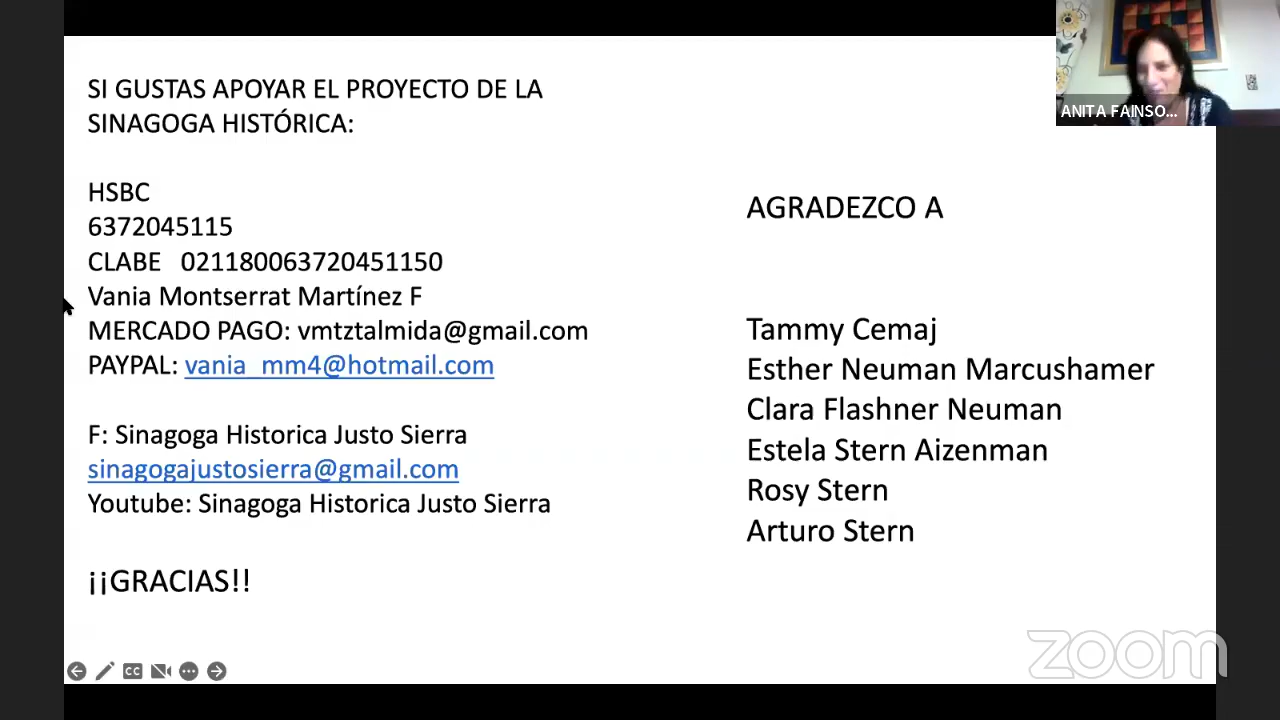 SI GUSTAS APOYAR EL PROYECTO DE LA
SINAGOGA HISTÓRICA:
HSBC
6372045115
CLABE 021180063720451150
Vania Montserrat Martínez F
MERCADO PAGO: vmtztalmida@gmail.com
PAYPAL: vania_mm4@hotmail.com
F: Sinagoga Historica Justo Sierra
sinagogajustosierra@gmail.com
Youtube: Sinagoga Historica Justo Sierra
¡¡GRACIAS!!
AGRADEZCO A
Tammy Cemaj
Esther Neuman Marcushamer
Clara Flashner Neuman
Estela Stern Aizenman
Rosy Stern
Arturo Stern
ANITA FAINSO...
CC
zoom